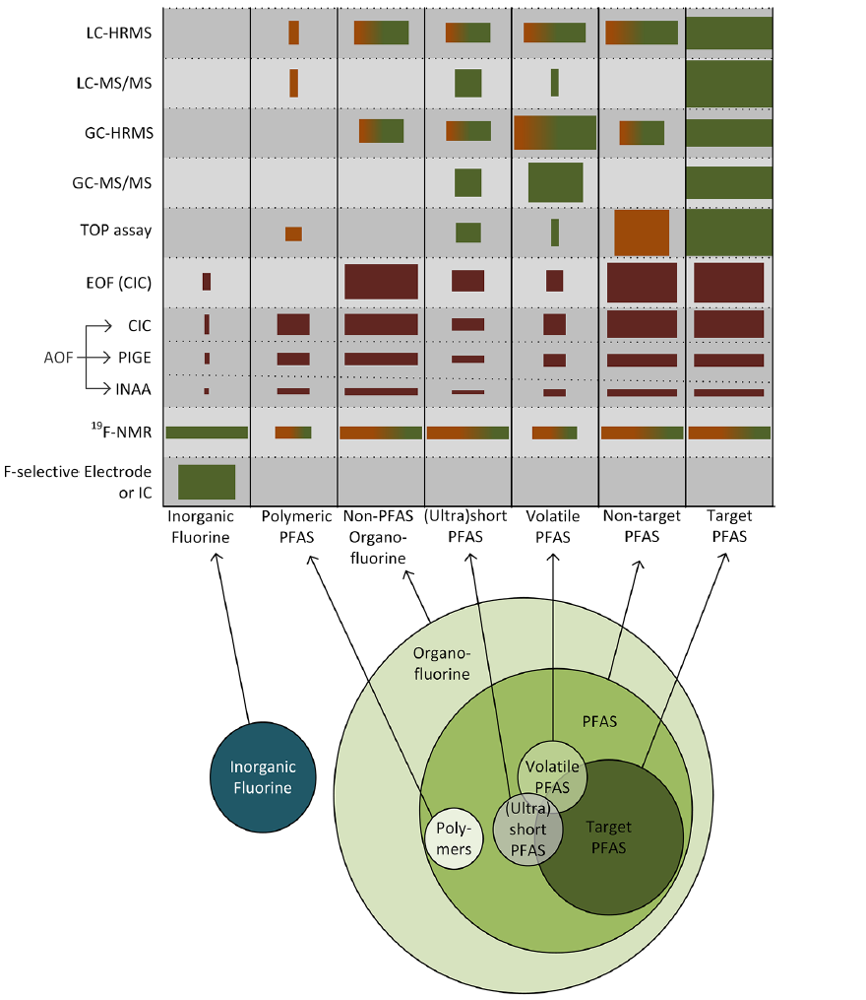 LC-HRMS
LC-MS/MS
GC-HRMS
GC-MS/MS
TOP assay
EOF (CIC)
CIC
AOF
PIGE
INAA
19F-NMR
F-selective Electrode
or IC
Inorganic
Fluorine
Polymeric
PFAS
Non-PFAS
Organo-
fluorine
(Ultra)short
PFAS
Volatile
PFAS
Non-target
PFAS
Target
PFAS
Organo-
fluorine
PFAS
Inorganic
Fluorine
Volatile
PFAS
(Ultra)
short
PFAS
Poly-
mers
Target
PFAS